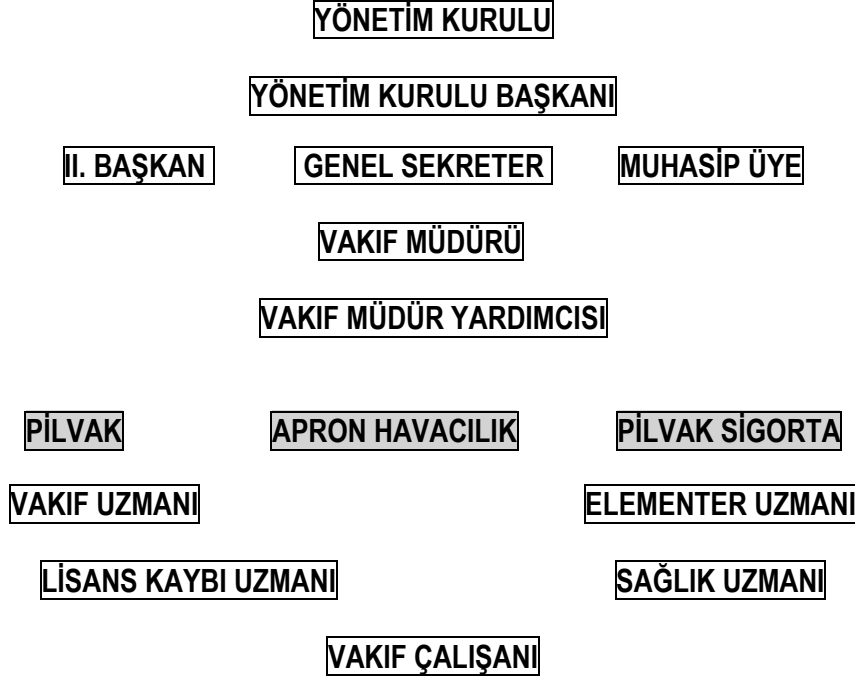 YÖNETİM KURULU
YÖNETİM KURULU BAŞKANI
II. BAŞKAN GENEL SEKRETER MUHASİP ÜYE
VAKIF MÜDÜRÜ
VAKIF MÜDÜR YARDIMCISI
PİLVAK APRON HAVACILIK PİLVAK SİGORTA
VAKIF UZMANI ELEMENTER UZMANI
LİSANS KAYBI UZMANI SAĞLIK UZMANI
VAKIF ÇALIŞANI